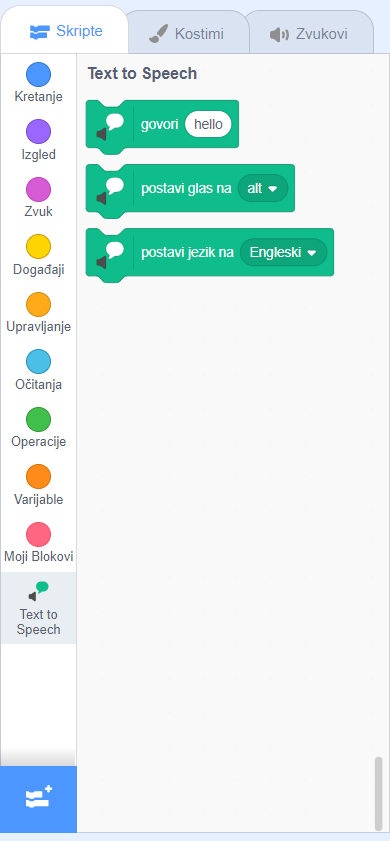 Skripte
Kostimi
Zvukovi
Kretanje
Izgled
Zvuk
Događaji
Upravljanje
Očitanja
Operacije
Varijable
Moji Blokovi
Text to
Speech
Text to Speech
govori hello
postavi glas na alt
postavi jezik na Engleski